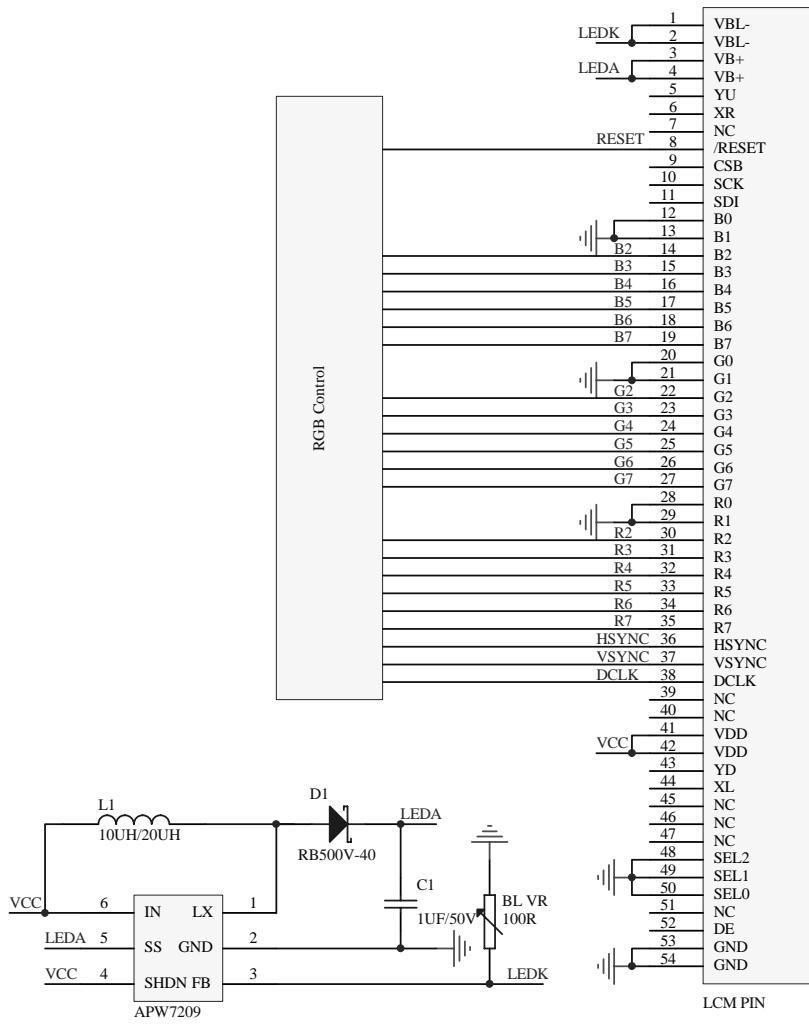 LEDK 1 VBL-
2 VBL-
LEDA 3 VB+
4 VB+
5 YU
6 XR
7 NC
RESET 8 /RESET
9 CSB
10 SCK
11 SDI
12 B0
13 B1
B2 14 B2
B3 15 B3
B4 16 B4
B5 17 B5
B6 18 B6
B7 19 B7
20 G0
21 G1
G2 22 G2
G3 23 G3
G4 24 G4
G5 25 G5
G6 26 G6
G7 27 G7
28 R0
29 R1
R2 30 R2
R3 31 R3
R4 32 R4
R5 33 R5
R6 34 R6
R7 35 R7
HSYNC 36 HSYNC
VSYNC 37 VSYNC
DCLK 38 DCLK
39 NC
40 NC
41 VDD
VCC 42 VDD
43 YD
44 XL
45 NC
46 NC
47 NC
48 SEL2
49 SEL1
50 SEL0
51 NC
52 DE
53 GND
54 GND
LCM PIN
RGB Control
L1
10UH/20UH
D1
RB500V-40
LEDA
C1
1UF/50V
BL VR
100R
VCC 6 IN LX 1
LEDA 5 SS GND 2
VCC 4 SHDN FB 3 LEDK
APW7209